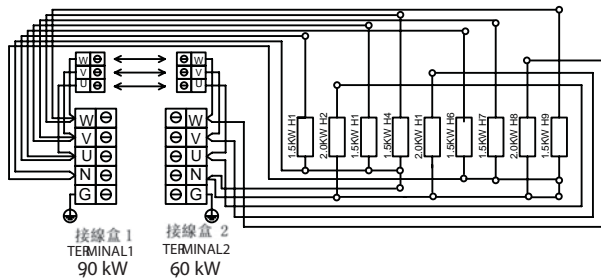 W
V
U
W
V
U
W
V
U
N
G
W
V
U
N
G
1.5KW H1
2.0KW H2
1.5KW H1
1.5KW H4
2.0KW H1
1.5KW H6
1.5KW H7
2.0KW H8
1.5KW H9
接線盒 1
TERMINAL1
90 kW
接線盒 2
TERMINAL2
60 kW